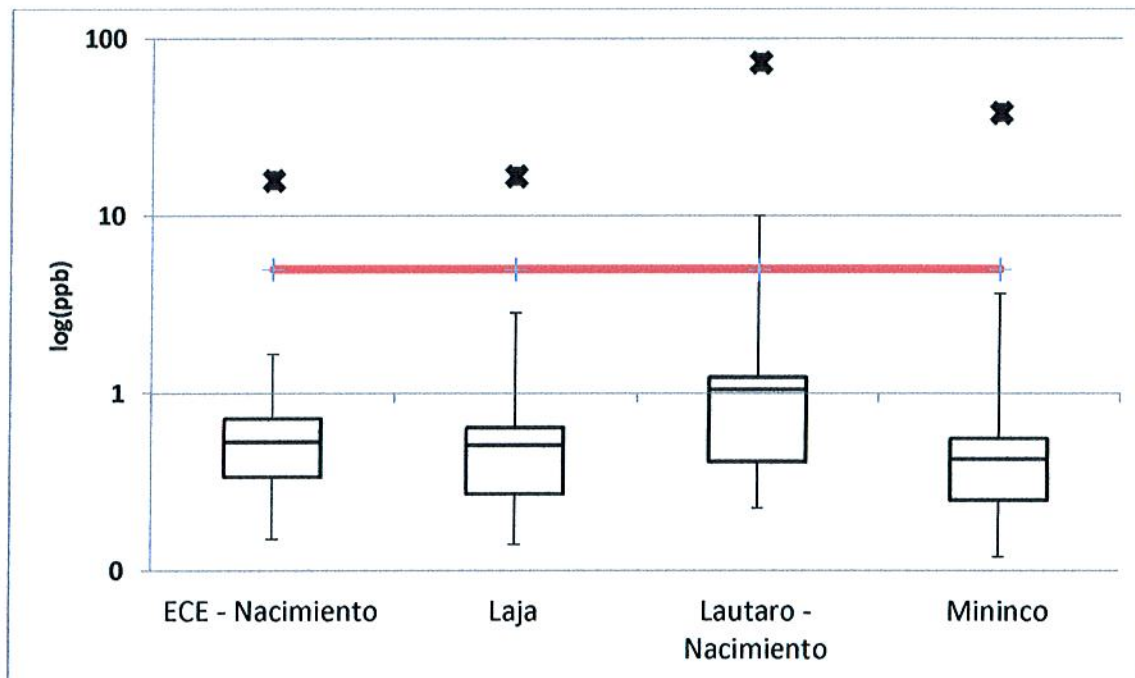 100
10
log(ppb)
1
0
ECE - Nacimiento
Laja
Lautaro -
Nacimiento
Mininco